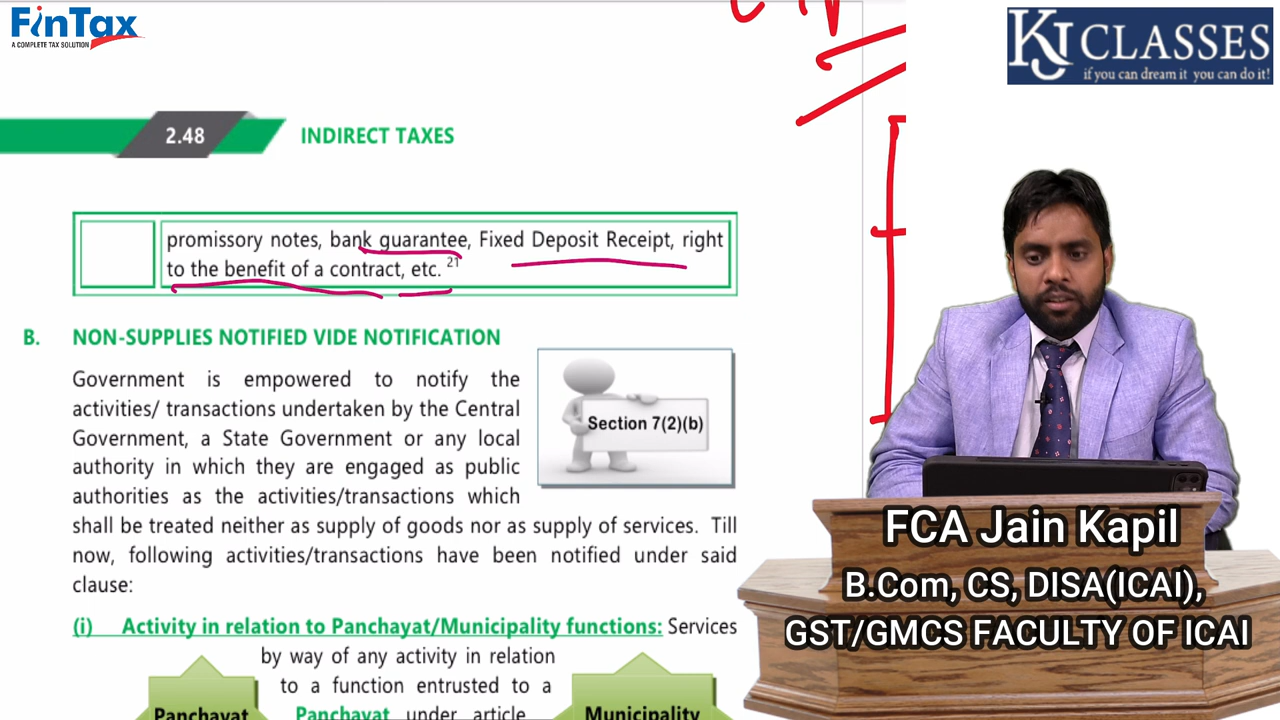 FinTax
A COMPLETE TAX SOLUTION
KJ CLASSES
if you can dream it you can do it!
2.48 INDIRECT TAXES
promissory notes, bank guarantee, Fixed Deposit Receipt, right
to the benefit of a contract, etc. 21
B. NON-SUPPLIES NOTIFIED VIDE NOTIFICATION
Government is empowered to notify the
activities/ transactions undertaken by the Central
Government, a State Government or any local
authority in which they are engaged as public
authorities as the activities/transactions which
shall be treated neither as supply of goods nor as supply of services. Till
now, following activities/transactions have been notified under said
clause:
Section 7(2)(b)
(i) Activity in relation to Panchayat/Municipality functions: Services
by way of any activity in relation
to a function entrusted to a
Panchayat under article
Panchayat
Municipality
FCA Jain Kapil
B.Com, CS, DISA(ICAI),
GST/GMCS FACULTY OF ICAI